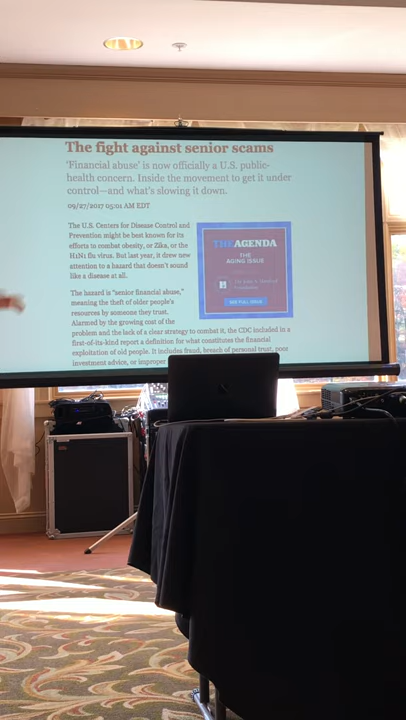 The fight against senior scams
'Financial abuse' is now officially a U.S. public-
health concern. Inside the movement to get it under
control—and what's slowing it down.
09/27/2017 05:01 AM EDT
The U.S. Centers for Disease Control and
Prevention might be best known for its
efforts to combat obesity, or Zika, or the
H1N1 flu virus. But last year, it drew new
attention to a hazard that doesn't sound
like a disease at all.
THE AGENDA
THE
AGING ISSUE
SEE FULL ISSUE
The hazard is "senior financial abuse,"
meaning the theft of older people's
resources by someone they trust.
Alarmed by the growing cost of the
problem and the lack of a clear strategy to combat it, the CDC included in a
first-of-its-kind report a definition for what constitutes the financial
exploitation of old people. It includes fraud, breach of personal trust, poor
investment advice, or improper